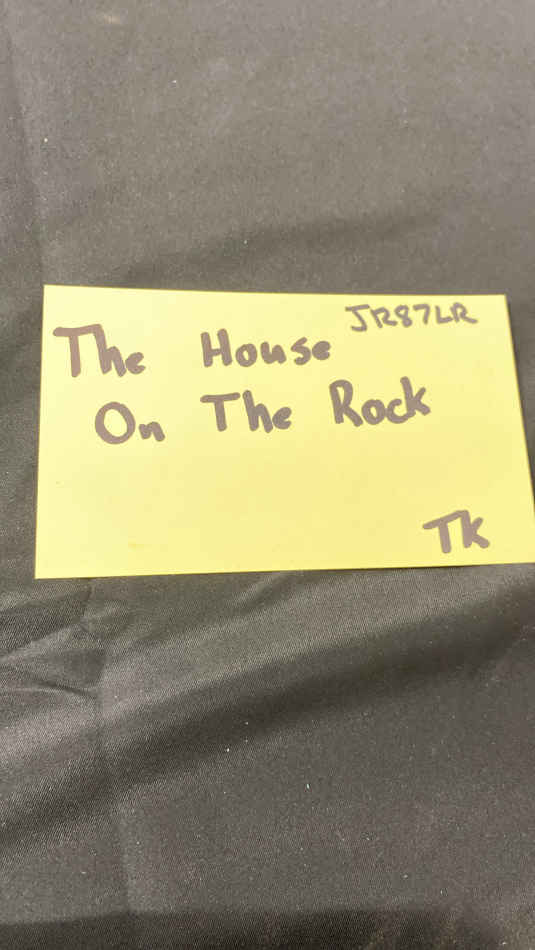 JR87LR
The House
On The Rock
TK